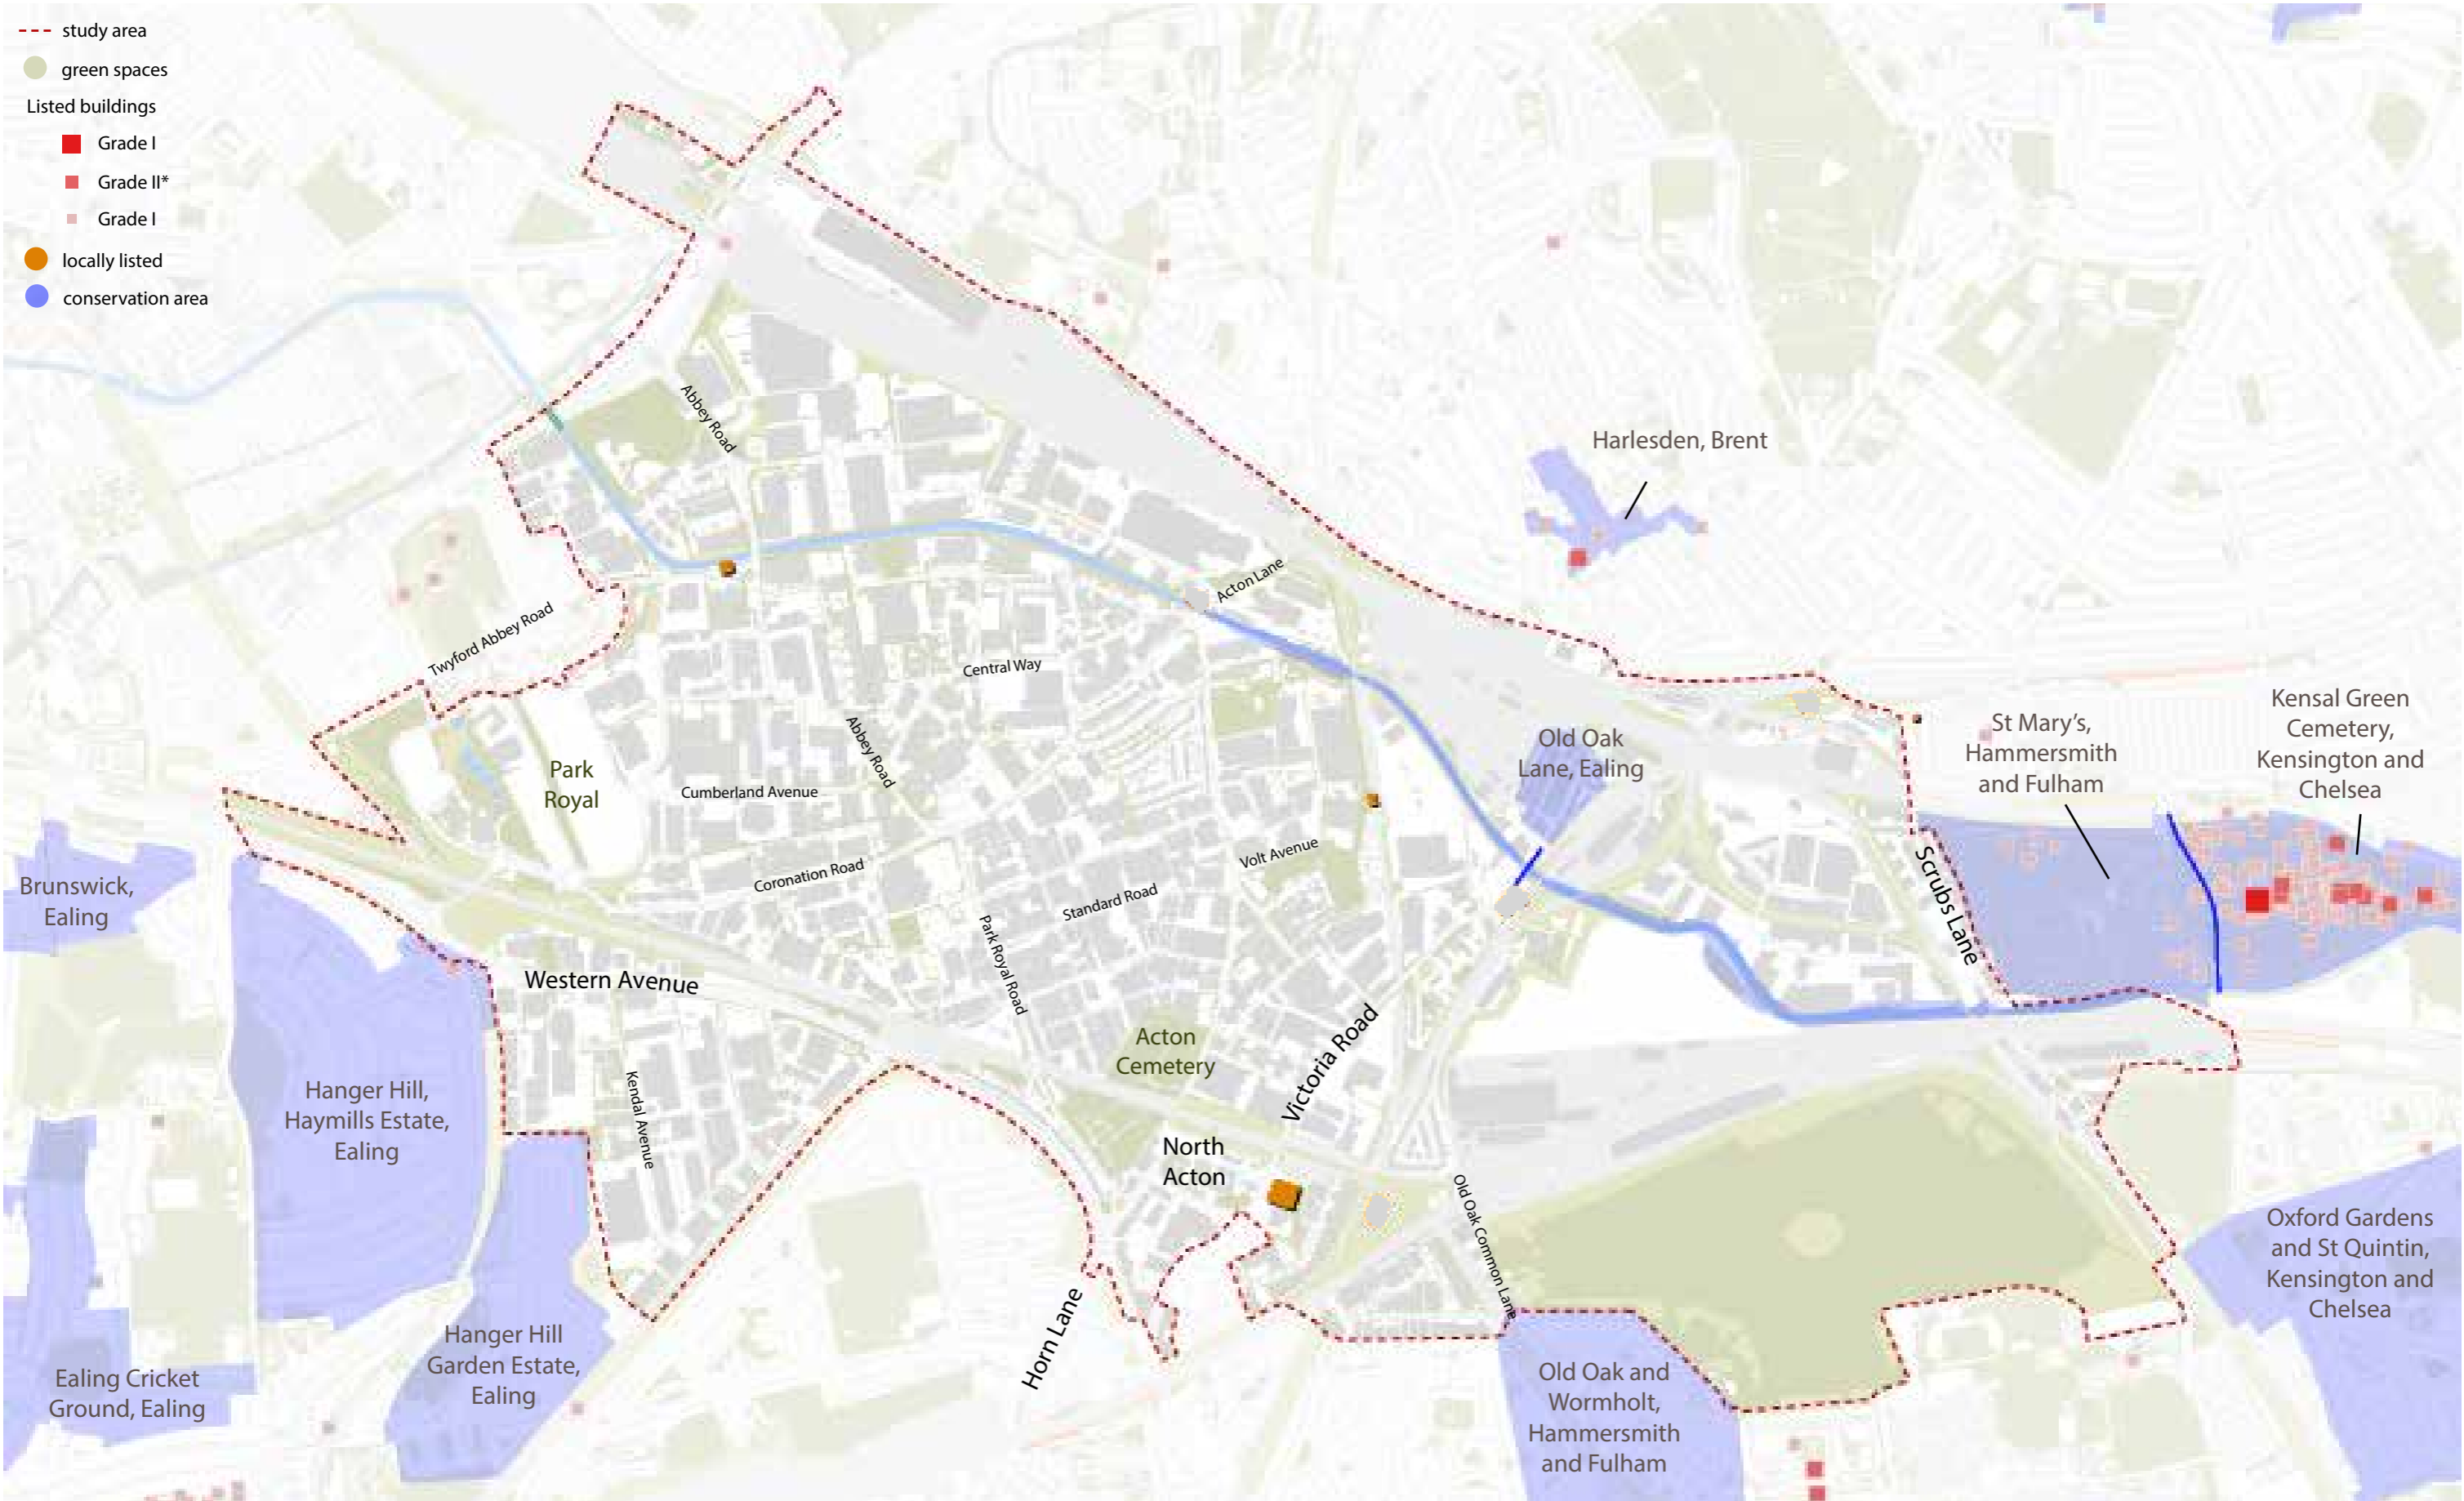 study area
green spaces
Listed buildings
Grade I
Grade II*
Grade I
locally listed
conservation area
Abbey Road
Harlesden, Brent
Acton Lane
Twyford Abbey Road
Central Way
Kensal Green
Cemetery,
Kensington and
Chelsea
St Mary's,
Hammersmith
and Fulham
Old Oak
Lane, Ealing
Park
Royal
Abbey Road
Cumberland Avenue
Volt Avenue
Coronation Road
Standard Road
Scrubs Lane
Brunswick,
Ealing
Park Royal Road
Western Avenue
Acton
Cemetery
Victoria Road
Hanger Hill,
Haymills Estate,
Ealing
Kendal Avenue
North
Acton
Old Oak Common Lane
Oxford Gardens
and St Quintin,
Kensington and
Chelsea
Horn Lane
Hanger Hill
Garden Estate,
Ealing
Ealing Cricket
Ground, Ealing
Old Oak and
Wormholt,
Hammersmith
and Fulham